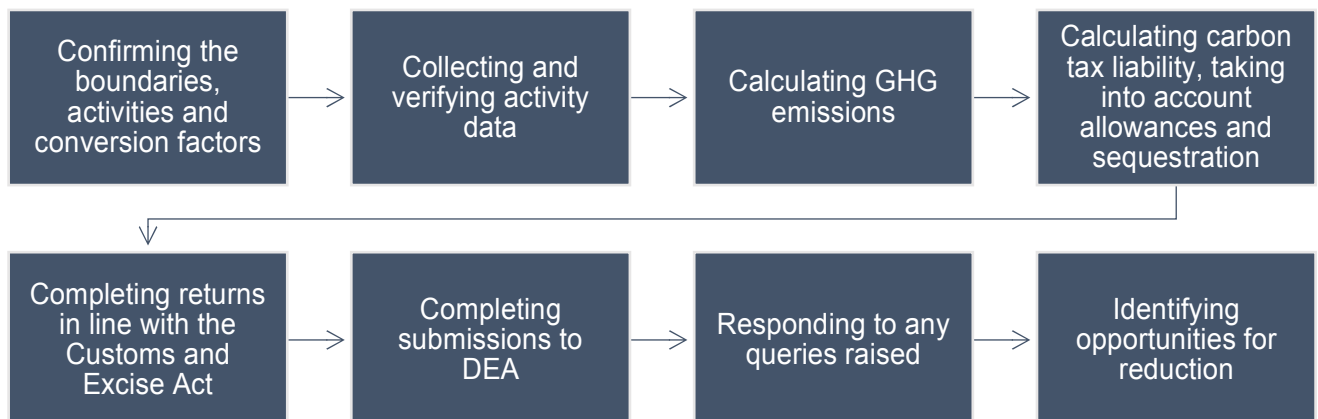 Confirming the
boundaries,
activities and
conversion factors
Collecting and
verifying activity
data
Calculating GHG
emissions
Calculating carbon
tax liability, taking
into account
allowances and
sequestration
Completing returns
in line with the
Customs and
Excise Act
Completing
submissions to
DEA
Responding to any
queries raised
Identifying
opportunities for
reduction